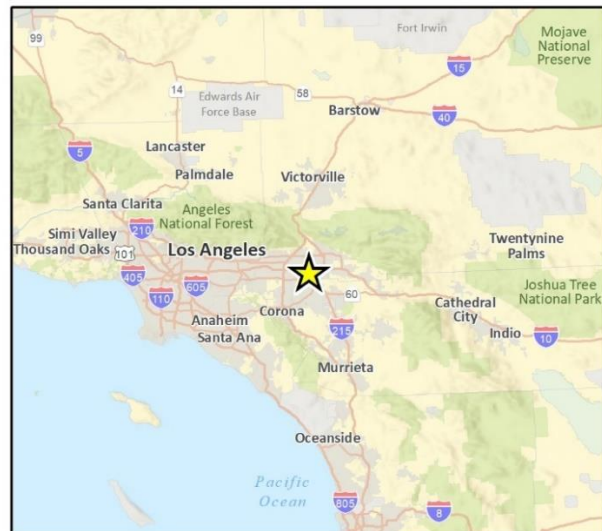 Fort Irwin
Mojave
National
Preserve
99
15
58
14
Edwards Air
Force Base
Barstow
40
5
Lancaster
Palmdale
Victorville
Santa Clarita
Angeles
National Forest
210
Simi Valley
Thousand Oaks
101
Los Angeles
Twentynine
Palms
405
605
110
60
Joshua Tree
National Park
Cathedral
City
Corona
Anaheim
Santa Ana
215
Indio
10
Murrieta
Oceanside
Pacific
Ocean
805
8